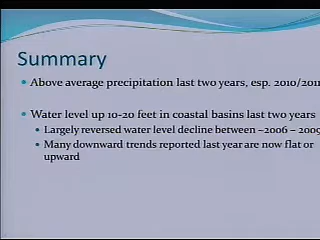 Summary
Above average precipitation last two years, esp. 2010/2011
Water level up 10-20 feet in coastal basins last two years
Largely reversed water level decline between ~2006 – 2009
Many downward trends reported last year are now flat or
upward